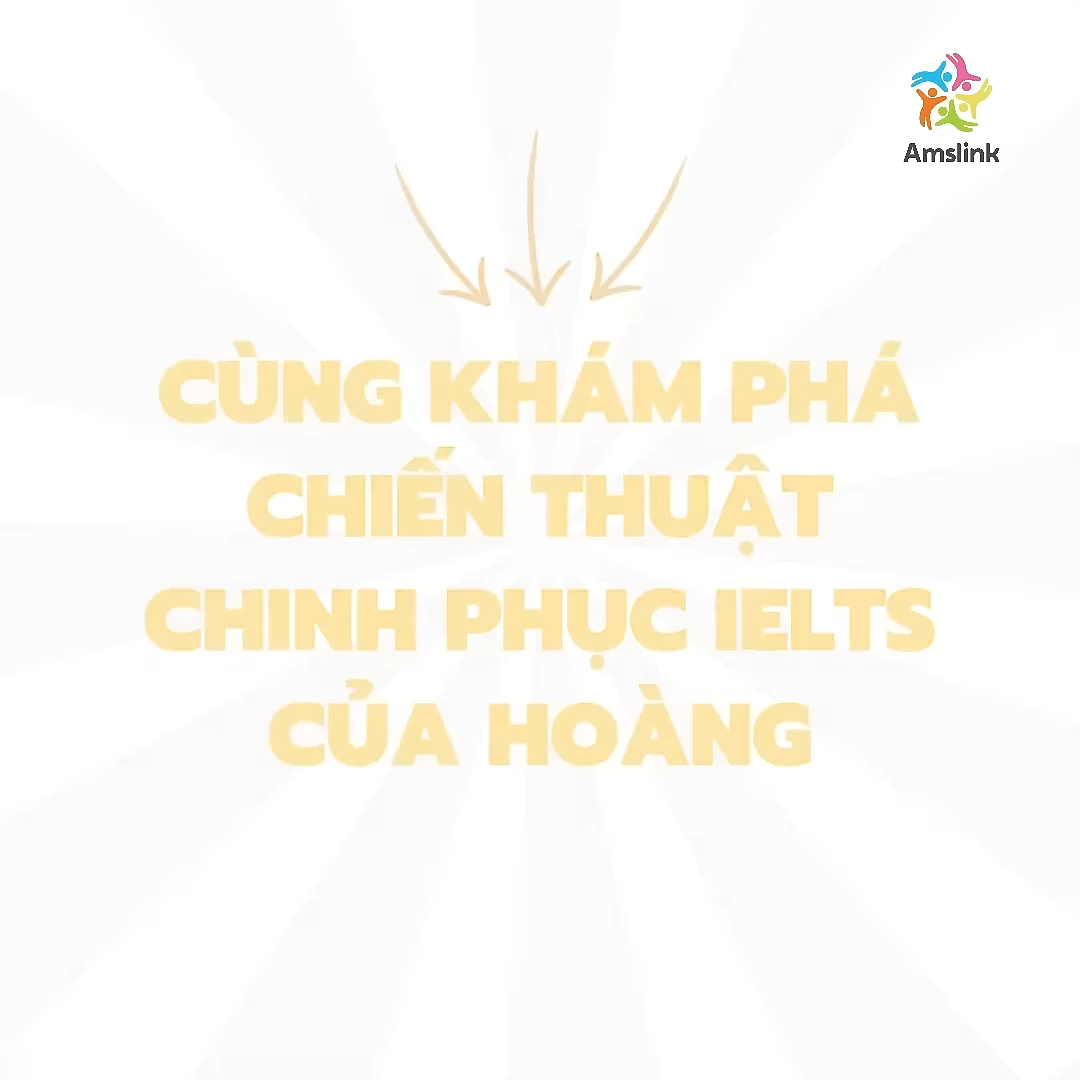 Amslink
CÙNG KHÁM PHÁ
CHIẾN THUẬT
CHINH PHỤC IELTS
CỦA HOÀNG